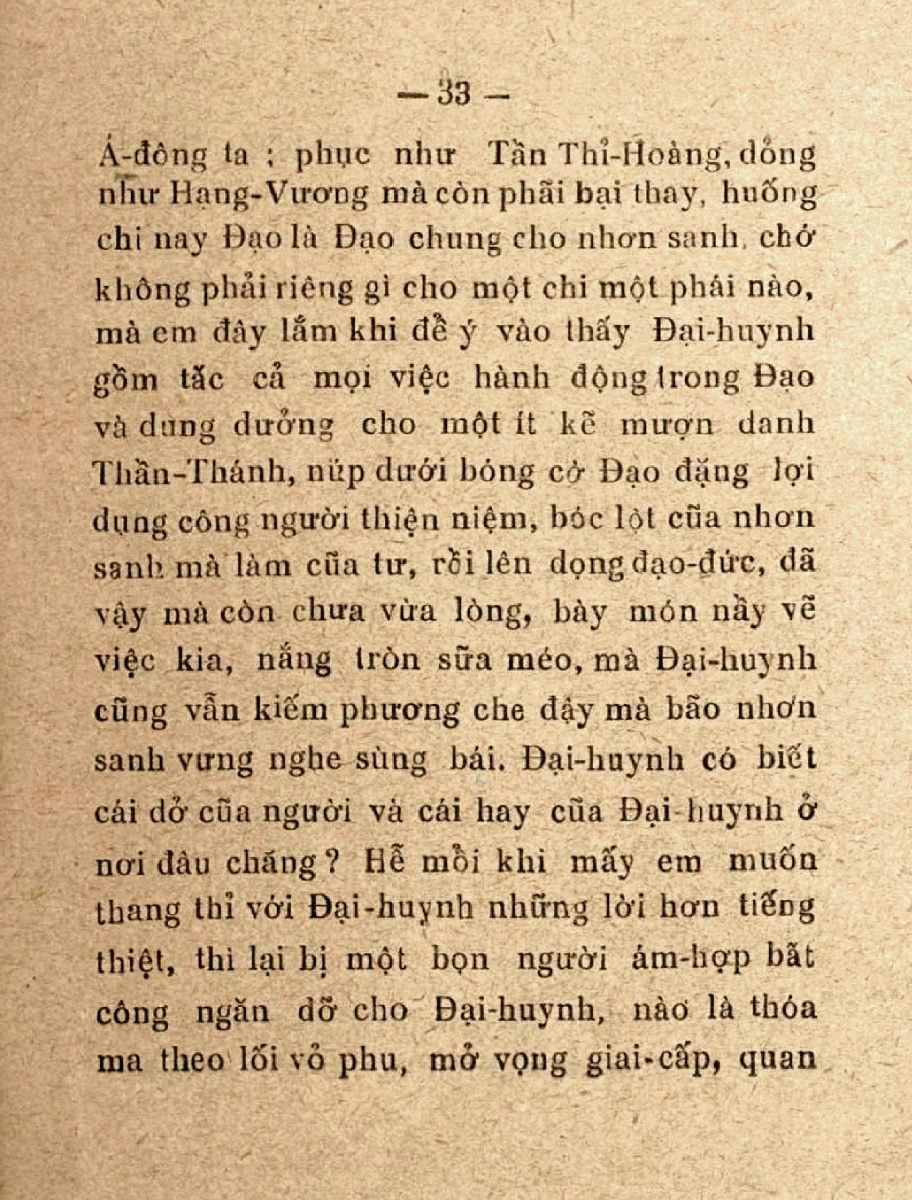 — 33 —
Á-đông ta ; phục như Tần Thỉ-Hoàng, dỏng
như Hạng-Vương mà còn phãi bại thay, huống
chi nay Đạo là Đạo chung cho nhơn sanh, chớ
không phải riêng gì cho một chi một phái nào,
mà em đây lắm khi đề ý vào thấy Đại-huynh
gồm tắc cả mọi việc hành động trong Đạo
và dung dưởng cho một ít kẽ mượn danh
Thần-Thánh, núp dưới bóng cờ Đạo đặng lợi
dụng công người thiện niệm, bóc lột cũa nhơn
sanh mà làm cũa tư, rồi lên dọng đạo-đức, đã
vậy mà còn chưa vừa lòng, bày món nầy vẽ
việc kia, nắng tròn sữa méo, mà Đại-huynh
cũng vẫn kiếm phương che đậy mà bão nhơn
sanh vưng nghe sùng bái. Đại-huynh có biết
cái dở cũa người và cái hay cũa Đại-huynh ở
nơi đâu chăng ? Hễ mỗi khi mấy em muốn
thang thỉ với Đại-huynh những lời hơn tiếng
thiệt, thì lại bị một bọn người ám-hợp bất
công ngăn dỡ cho Đại-huynh, nào là thóa
ma theo lối vỏ phu, mở vọng giai-cấp, quan